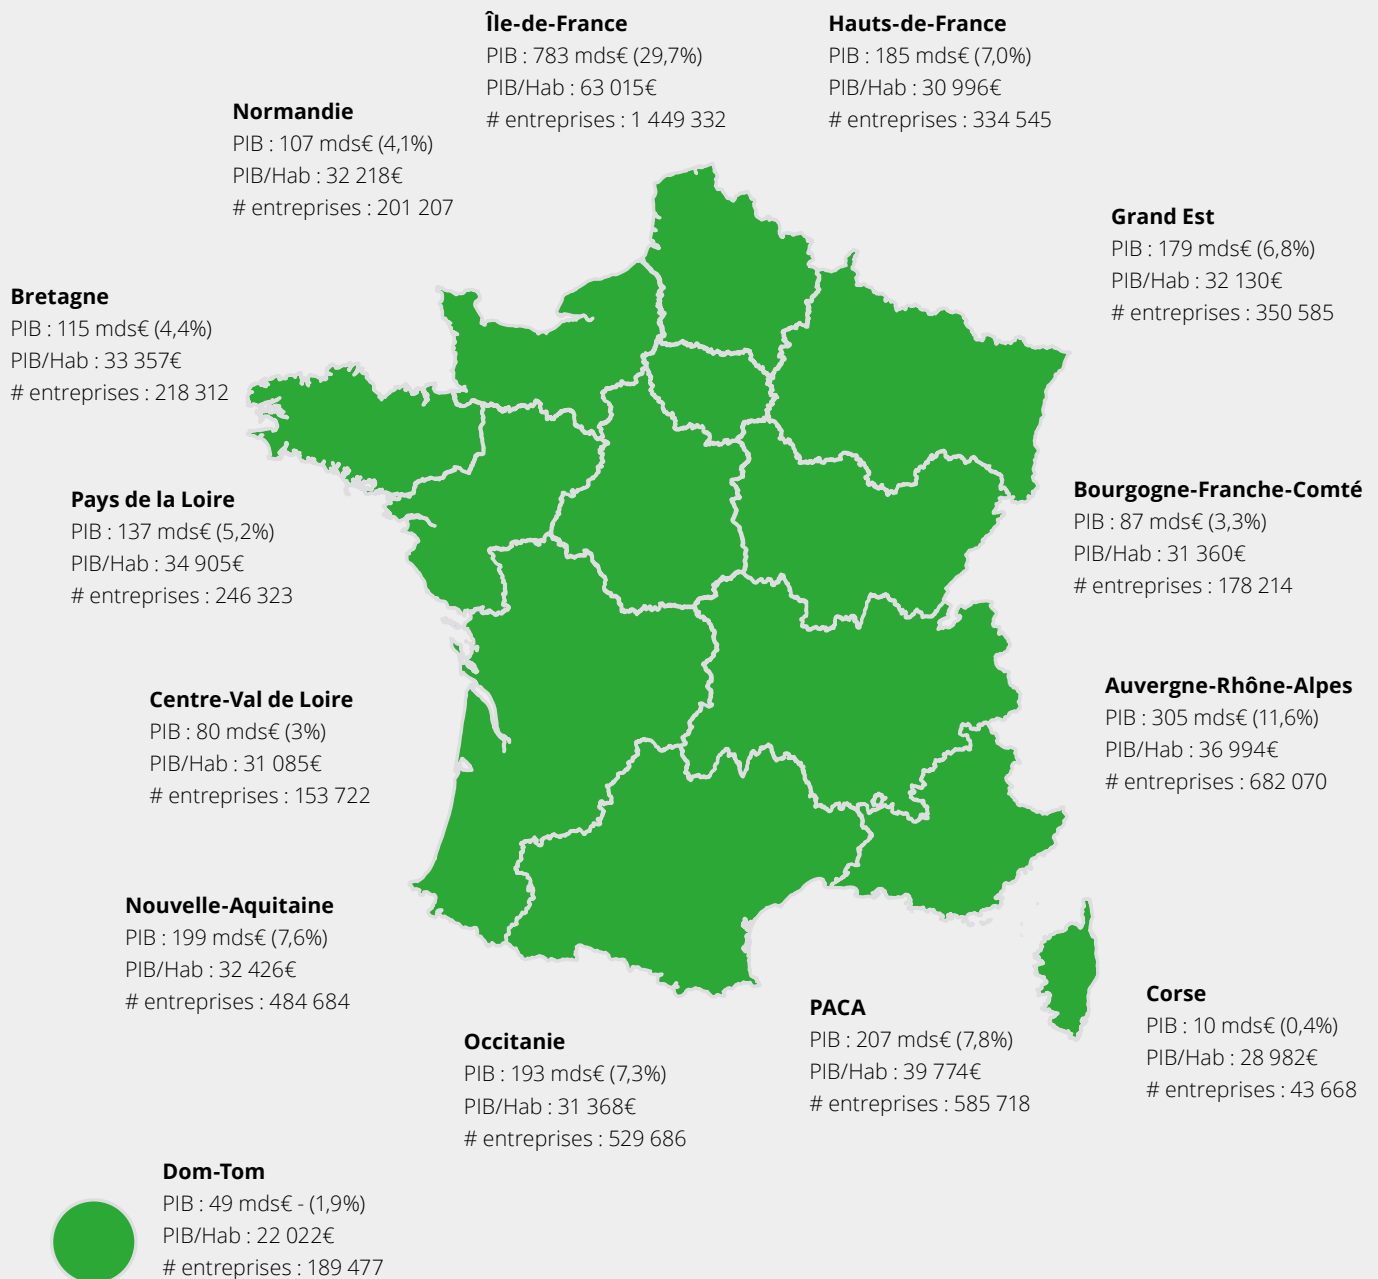 Île-de-France
PIB : 783 mds€ (29,7%)
PIB/Hab : 63 015€
# entreprises : 1 449 332
Hauts-de-France
PIB : 185 mds€ (7,0%)
PIB/Hab : 30 996€
# entreprises : 334 545
Normandie
PIB : 107 mds€ (4,1%)
PIB/Hab : 32 218€
# entreprises : 201 207
Grand Est
PIB : 179 mds€ (6,8%)
PIB/Hab : 32 130€
# entreprises : 350 585
Bretagne
PIB : 115 mds€ (4,4%)
PIB/Hab : 33 357€
# entreprises : 218 312
Pays de la Loire
PIB : 137 mds€ (5,2%)
PIB/Hab : 34 905€
# entreprises : 246 323
Bourgogne-Franche-Comté
PIB : 87 mds€ (3,3%)
PIB/Hab : 31 360€
# entreprises : 178 214
Centre-Val de Loire
PIB : 80 mds€ (3%)
PIB/Hab : 31 085€
# entreprises : 153 722
Auvergne-Rhône-Alpes
PIB : 305 mds€ (11,6%)
PIB/Hab : 36 994€
# entreprises : 682 070
Nouvelle-Aquitaine
PIB : 199 mds€ (7,6%)
PIB/Hab : 32 426€
# entreprises : 484 684
Occitanie
PIB : 193 mds€ (7,3%)
PIB/Hab : 31 368€
# entreprises : 529 686
PACA
PIB : 207 mds€ (7,8%)
PIB/Hab : 39 774€
# entreprises : 585 718
Corse
PIB : 10 mds€ (0,4%)
PIB/Hab : 28 982€
# entreprises : 43 668
Dom-Tom
PIB : 49 mds€ - (1,9%)
PIB/Hab : 22 022€
# entreprises : 189 477